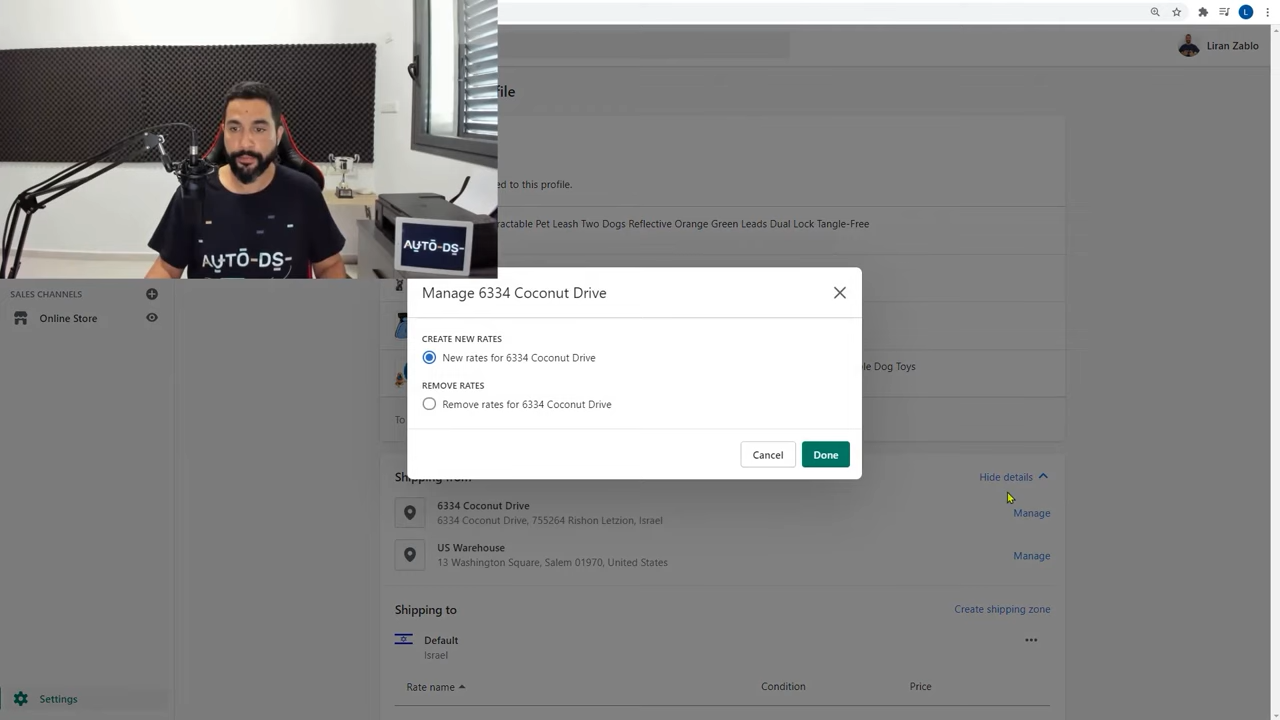 L
Liran Zablo
file
ed to this profile.
ractable Pet Leash Two Dogs Reflective Orange Green Leads Dual Lock Tangle-Free
AUTO-DS-
AUTO-DS-
SALES CHANNELS
Online Store
Manage 6334 Coconut Drive
CREATE NEW RATES
New rates for 6334 Coconut Drive
le Dog Toys
REMOVE RATES
Remove rates for 6334 Coconut Drive
To
Cancel
Done
Shipping from
Hide details
6334 Coconut Drive
6334 Coconut Drive, 755264 Rishon Letzion, Israel
Manage
US Warehouse
13 Washington Square, Salem 01970, United States
Manage
Shipping to
Create shipping zone
Default
Israel
Rate name
Condition
Price
Settings